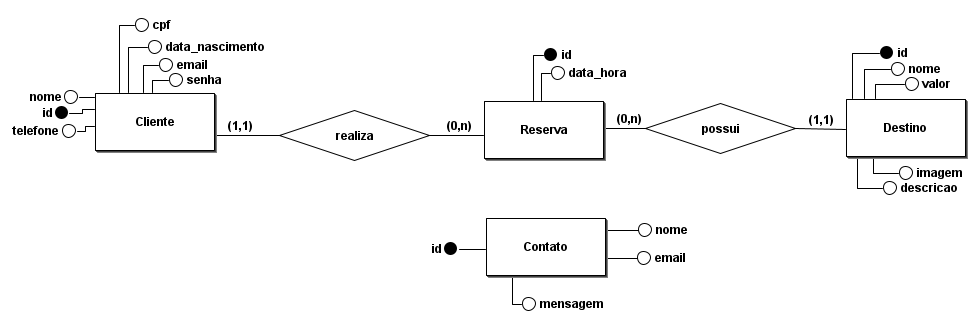 cpf
data_nascimento
email
senha
nome
id
telefone
Cliente
(1,1)
realiza
(0,n)
id
data_hora
Reserva
(0,n)
possui
(1,1)
id
nome
valor
Destino
imagem
descricao
id
Contato
nome
email
mensagem